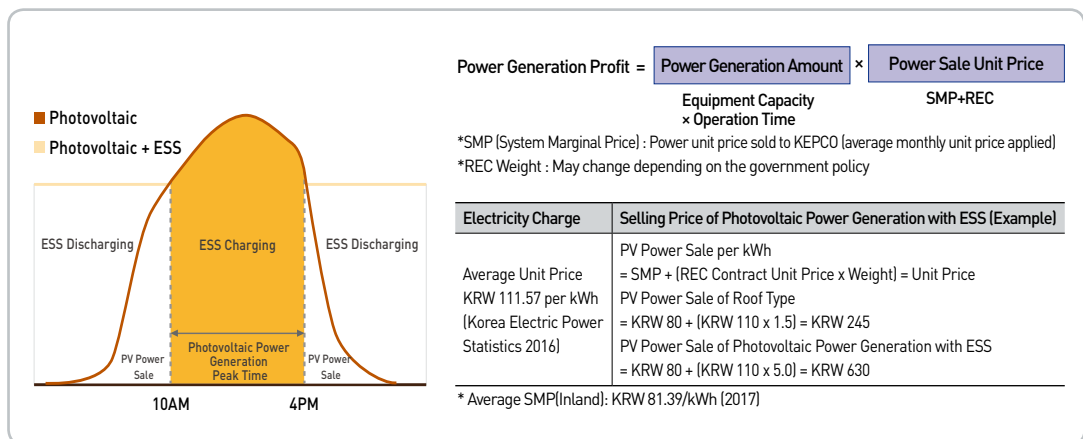 Photovoltaic
Photovoltaic + ESS
ESS Discharging
ESS Charging
ESS Discharging
PV Power
Sale
Photovoltaic Power
Generation
Peak Time
PV Power
Sale
10AM
4PM
Power Generation Profit = Power Generation Amount × Power Sale Unit Price
Equipment Capacity
× Operation Time
SMP+REC
*SMP (System Marginal Price) : Power unit price sold to KEPCO (average monthly unit price applied)
*REC Weight : May change depending on the government policy
Electricity Charge
Selling Price of Photovoltaic Power Generation with ESS (Example)
Average Unit Price
KRW 111.57 per kWh
(Korea Electric Power
Statistics 2016)
PV Power Sale per kWh
= SMP + (REC Contract Unit Price x Weight) = Unit Price
PV Power Sale of Roof Type
= KRW 80 + (KRW 110 x 1.5) = KRW 245
PV Power Sale of Photovoltaic Power Generation with ESS
= KRW 80 + (KRW 110 x 5.0) = KRW 630
* Average SMP(Inland): KRW 81.39/kWh (2017)